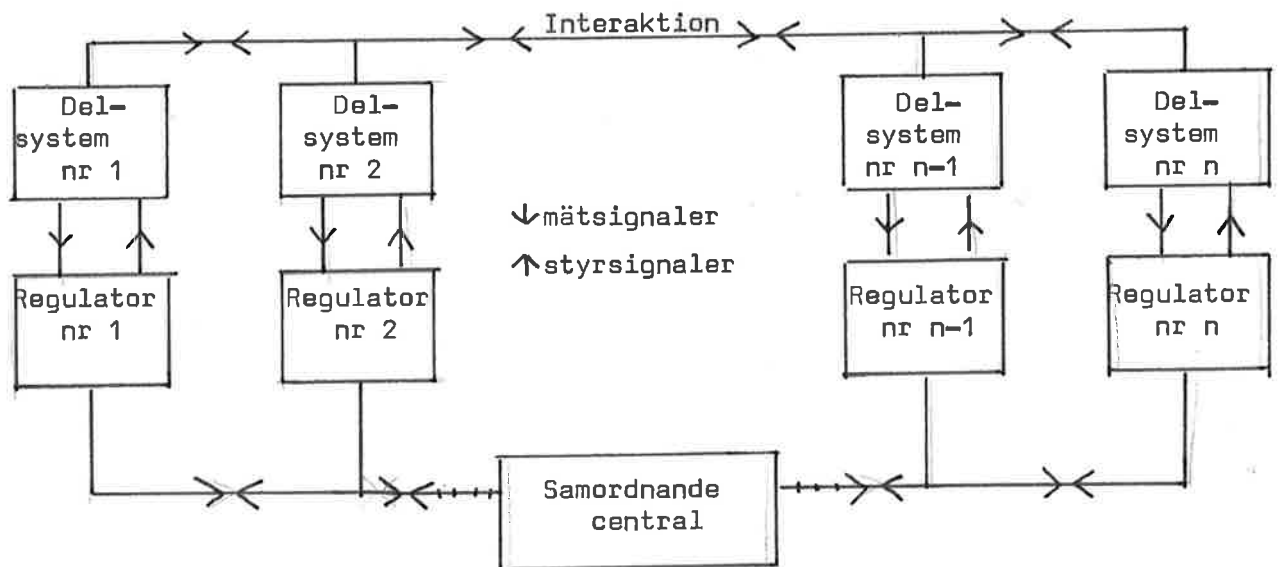 Interaktion
Del-
system
nr 1
Del-
system
nr 2
Del-
system
nr n-1
Del-
system
nr n
↓mätsignaler
↑styrsignaler
Regulator
nr 1
Regulator
nr 2
Regulator
nr n-1
Regulator
nr n
Samordnande
central